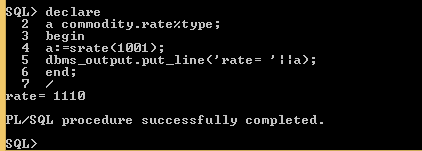 SQL> declare
2 a commodity.rate%type;
3 begin
4 a:=srate(1001);
5 dbms_output.put_line('rate= '||a);
6 end;
7 /
rate= 1110
PL/SQL procedure successfully completed.
SQL>